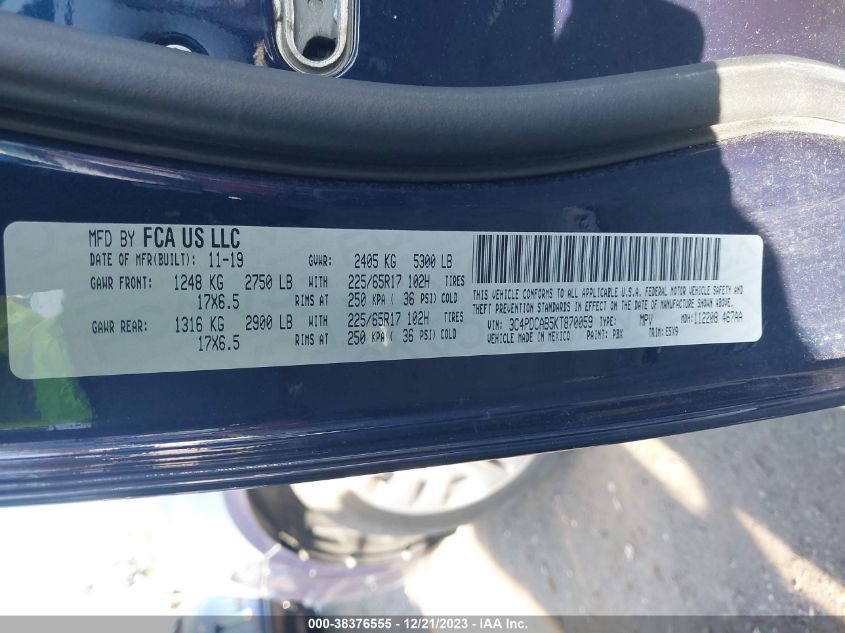 MFD BY FCA US LLC
DATE OF MFR(BUILT): 11-19 GVWR: 2405 KG 5300 LB
GAWR FRONT: 1248 KG 2750 LB WITH 225/65R17 102H TIRES
17X6.5 RIMS AT 250 KPA ( 36 PSI) COLD
GAWR REAR: 1316 KG 2900 LB WITH 225/65R17 102H TIRES
17X6.5 RIMS AT 250 KPA ( 36 PSI) COLD
THIS VEHICLE CONFORMS TO ALL APPLICABLE U.S.A. FEDERAL MOTOR VEHICLE SAFETY AND
THEFT PREVENTION STANDARDS IN EFFECT ON THE DATE OF MANUFACTURE SHOWN ABOVE.
VIN: 3C4PDCAB5KT870059 TYPE: MPV MDH: 112208 467AA
VEHICLE MADE IN MEXICO PAINT: PBX TRIM: E5X9
000-38376555 - 12/21/2023 - IAA Inc.